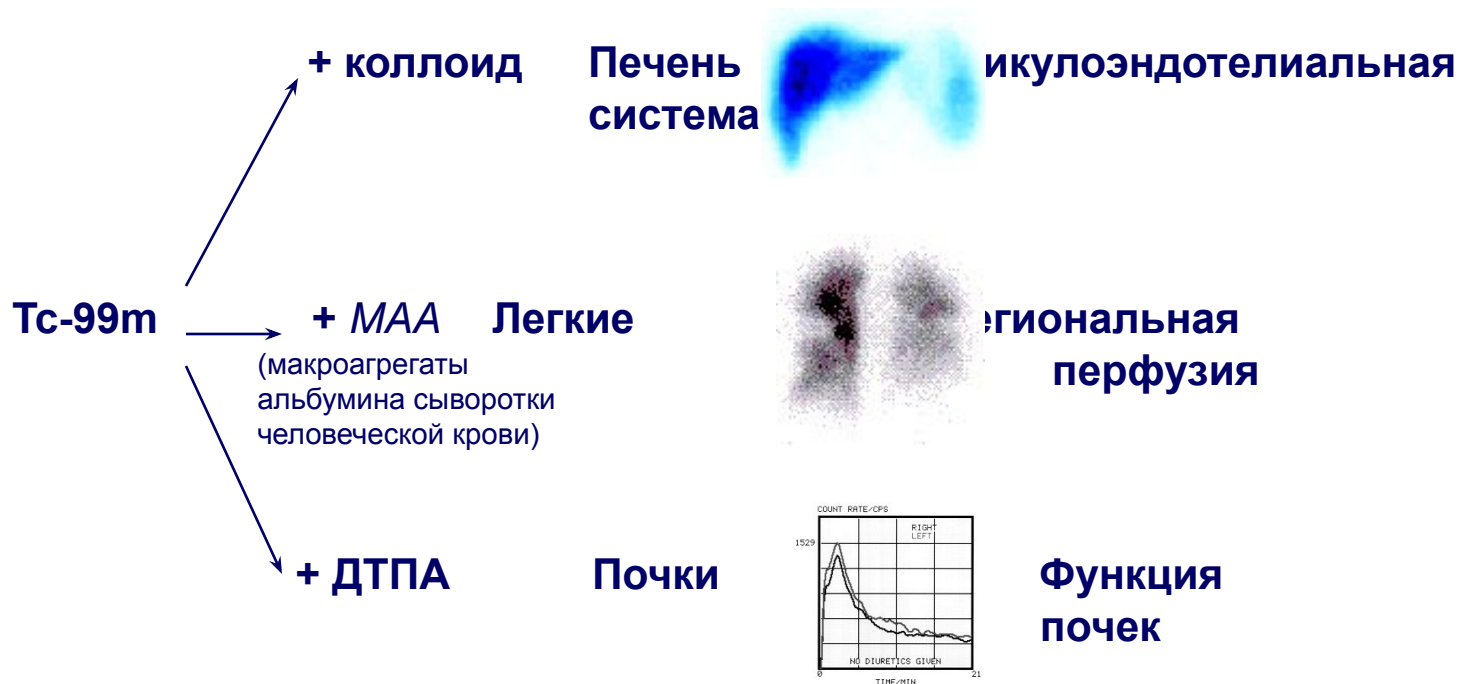 + коллоид Печень икулоэндотелиальная
система
Tc-99m + МАА Легкие егиональная
(макроагрегаты перфузия
альбумина сыворотки
человеческой крови)
COUNT RATE/CPS
RIGHT
LEFT
1529
+ ДТПА Почки Функция
почек
NO DIURETICS GIVEN
0 21
TIME/MIN